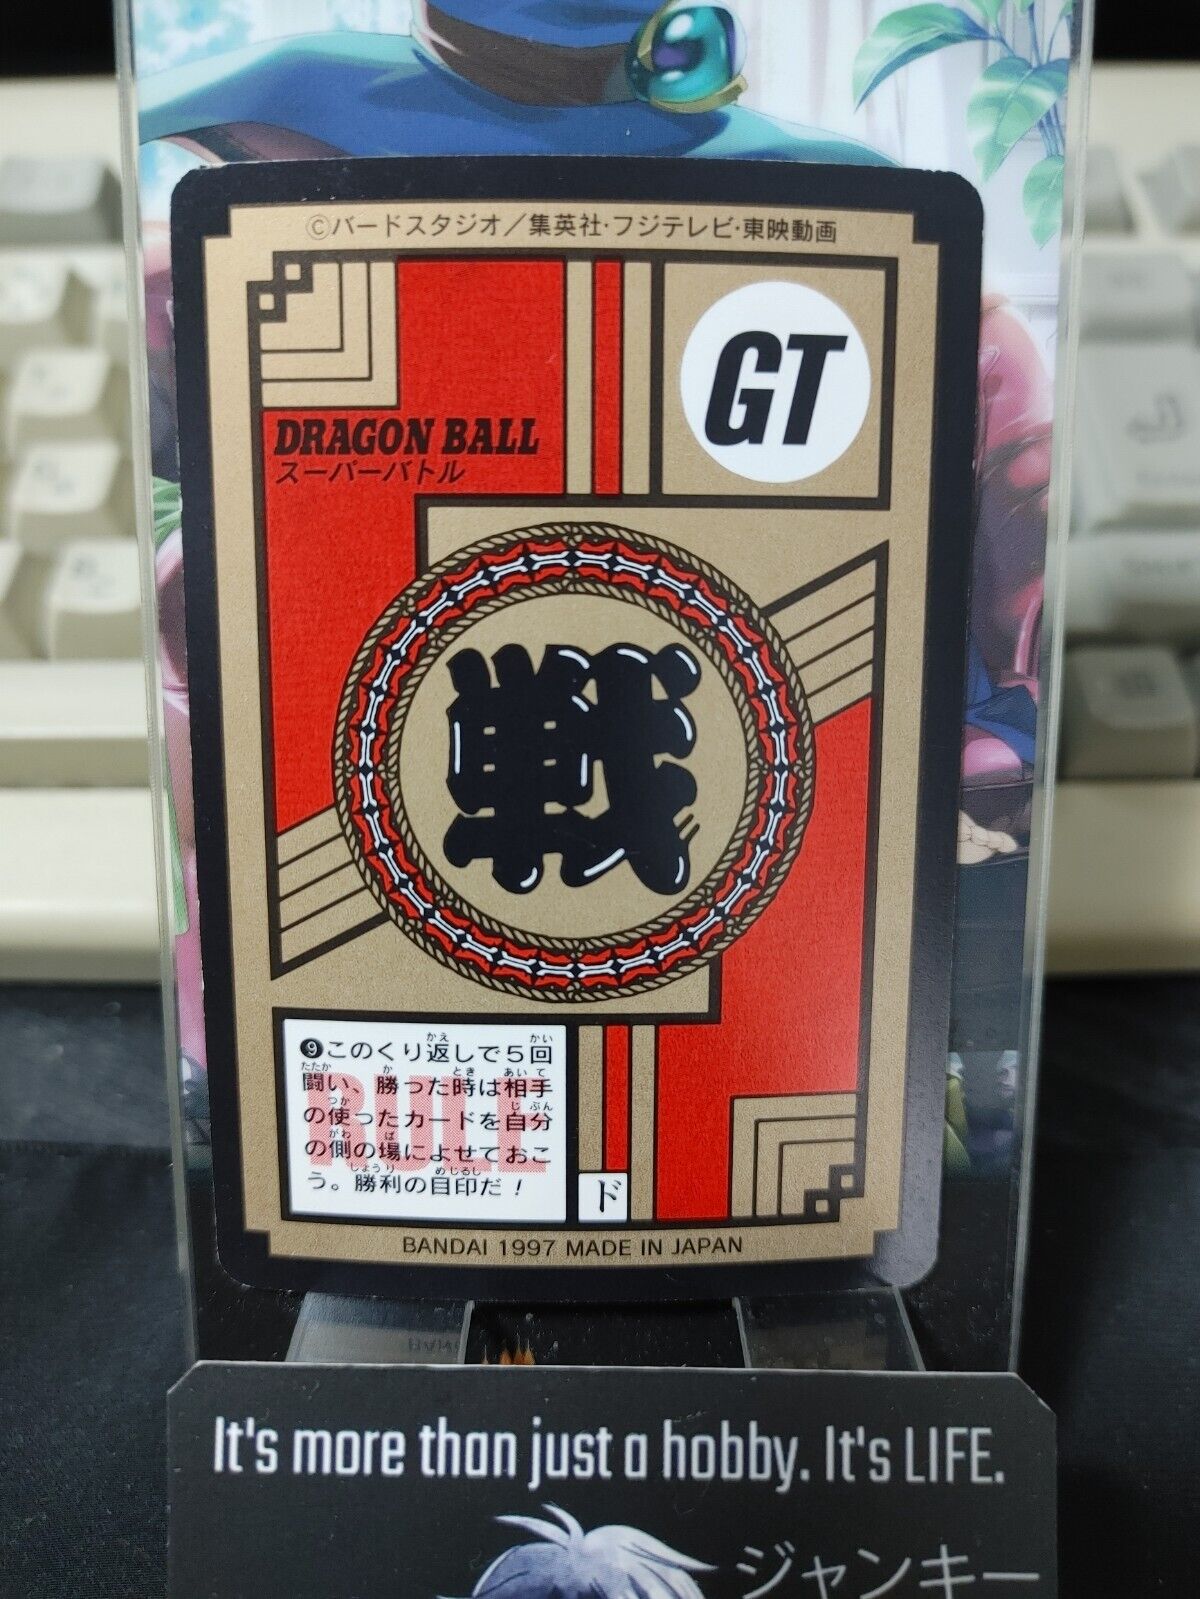 ©バードスタジオ／集英社・フジテレビ・東映動画
GT
DRAGON BALL
スーパーバトル
戦
❾このくり返しで５回
闘い、勝った時は相手
の使ったカードを自分
の側の場によせておこ
う。勝利の目印だ！
RULE
ド
BANDAI 1997 MADE IN JAPAN
It's more than just a hobby. It's LIFE.
ジャンキー